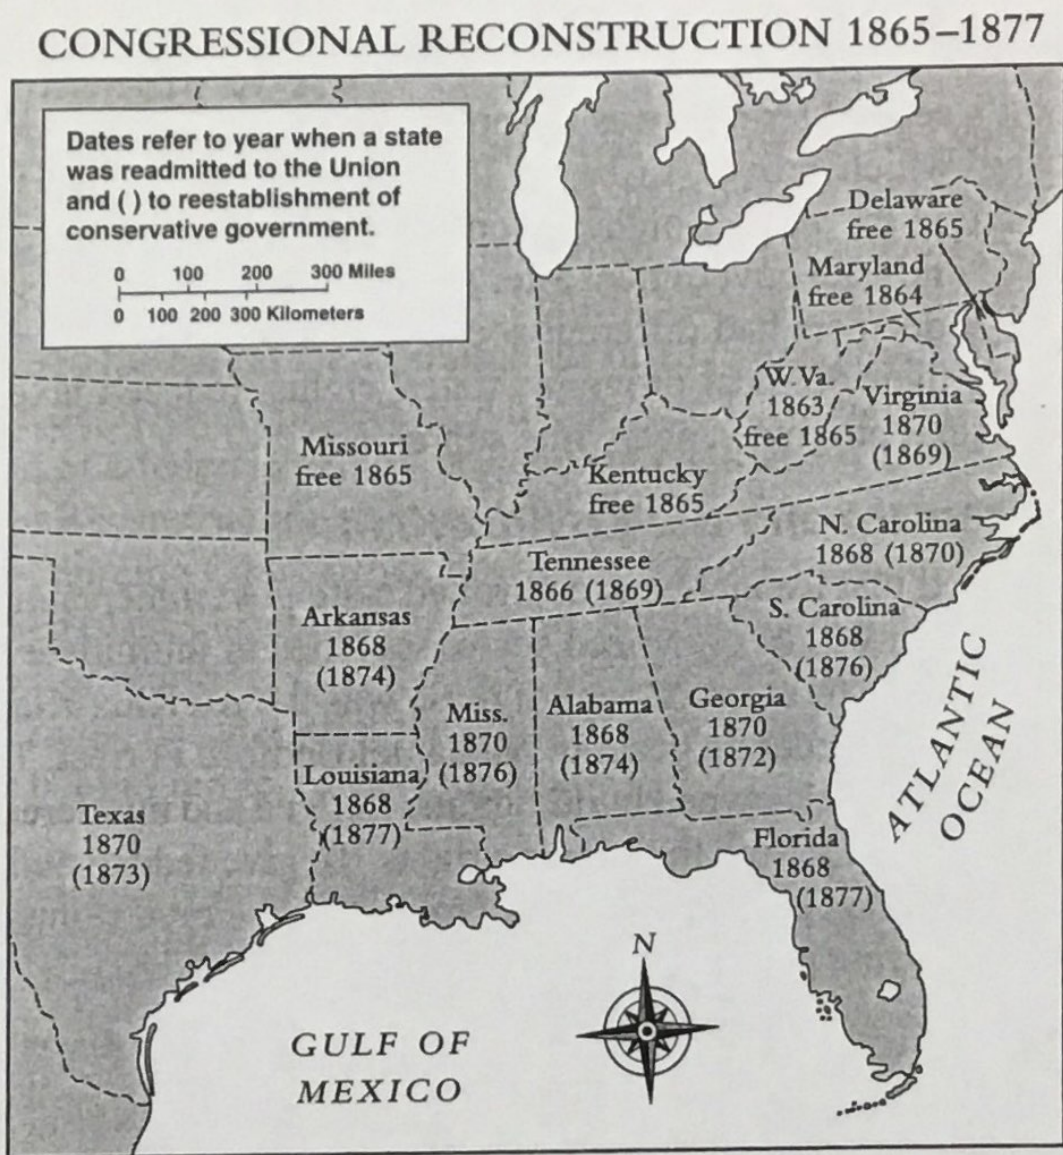 CONGRESSIONAL RECONSTRUCTION 1865–1877
Dates refer to year when a state
was readmitted to the Union
and ( ) to reestablishment of
conservative government.
0 100 200 300 Miles
0 100 200 300 Kilometers
Delaware
free 1865
Maryland
free 1864
W. Va.
1863
free 1865
Virginia
1870
(1869)
Missouri
free 1865
Kentucky
free 1865
N. Carolina
1868 (1870)
Tennessee
1866 (1869)
S. Carolina
1868
(1876)
Arkansas
1868
(1874)
Miss.
1870
(1876)
Alabama
1868
(1874)
Georgia
1870
(1872)
Louisiana
1868
(1877)
Texas
1870
(1873)
Florida
1868
(1877)
ATLANTIC
OCEAN
N
GULF OF
MEXICO